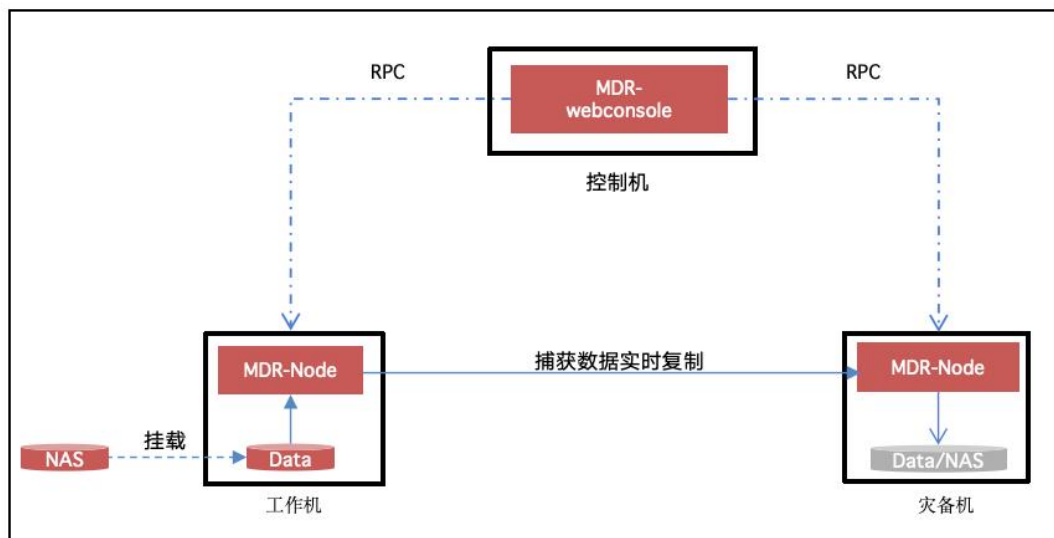 RPC
RPC
MDR-
webconsole
控制机
MDR-Node
捕获数据实时复制
MDR-Node
挂载
NAS
Data
Data/NAS
工作机
灾备机